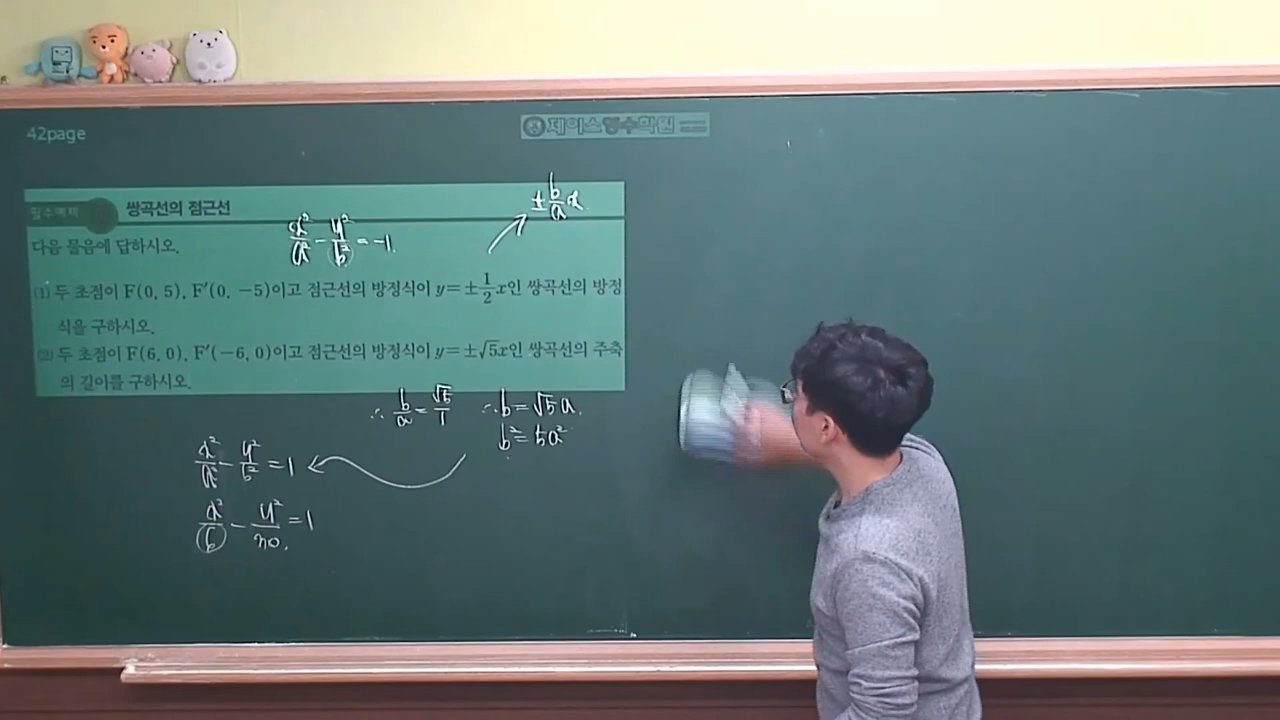 42page
제이스영수학원
필수예제 쌍곡선의 점근선
±b/a x
다음 물음에 답하시오.
x²/a² - y²/b² = -1.
(1) 두 초점이 F(0, 5), F′(0, −5)이고 점근선의 방정식이 y=±1/2x인 쌍곡선의 방정
식을 구하시오.
(2) 두 초점이 F(6, 0), F′(−6, 0)이고 점근선의 방정식이 y=±√5x인 쌍곡선의 주축
의 길이를 구하시오.
∴ b/a = √5/1 ∴ b = √5a.
b² = 5a²
x²/a² - y²/b² = 1
x²/6 - y²/30. = 1